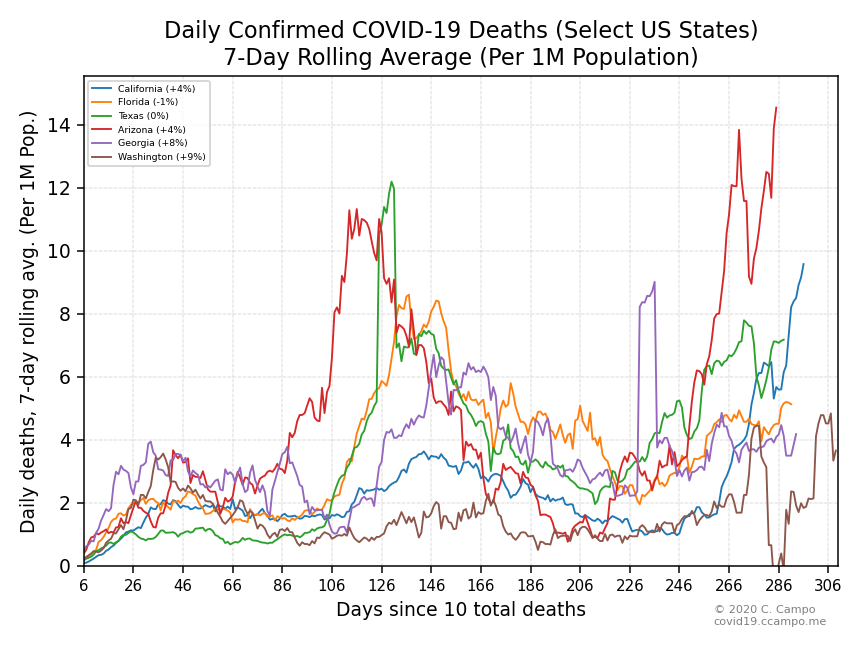 Daily Confirmed COVID-19 Deaths (Select US States)
7-Day Rolling Average (Per 1M Population)
Daily deaths, 7-day rolling avg. (Per 1M Pop.)
California (+4%)
Florida (-1%)
Texas (0%)
Arizona (+4%)
Georgia (+8%)
Washington (+9%)
14
12
10
8
6
4
2
0
6 26 46 66 86 106 126 146 166 186 206 226 246 266 286 306
Days since 10 total deaths
© 2020 C. Campo
covid19.ccampo.me